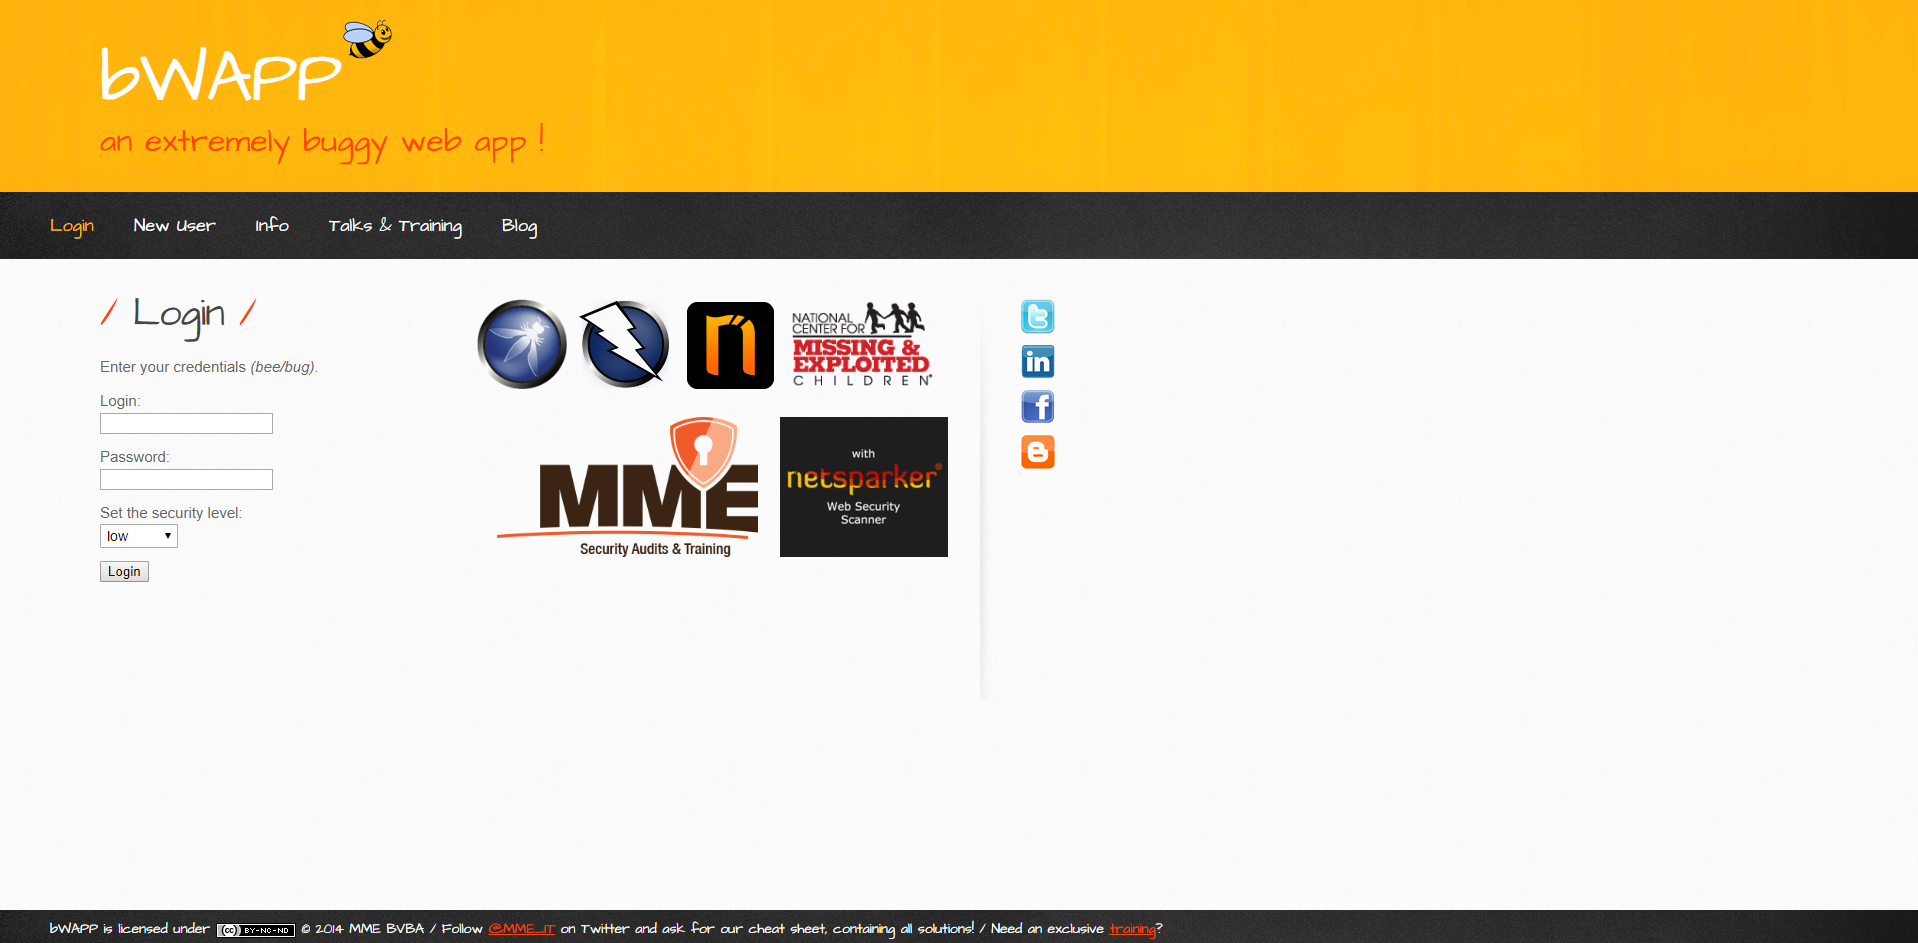 bWAPP
an extremely buggy web app !
Login New User Info Talks & Training Blog
/ Login /
Enter your credentials (bee/bug).
Login:
Password:
Set the security level:
low
Login
n
NATIONAL
CENTER FOR
MISSING &
EXPLOITED
CHILDREN®
MME
Security Audits & Training
with
netsparker®
Web Security
Scanner
t
in
f
B
bWAPP is licensed under (cc) BY-NC-ND © 2014 MME BVBA / Follow @MME_IT on Twitter and ask for our cheat sheet, containing all solutions! / Need an exclusive training?